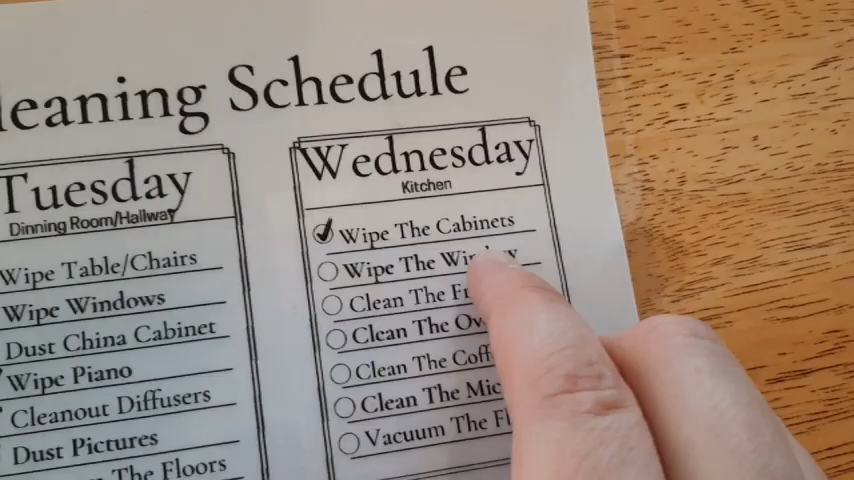 leaning Schedule
Tuesday
Dinning Room/Hallway
Wipe Table/Chairs
Wipe Windows
Dust China Cabinet
Wipe Piano
Cleanout Diffusers
Dust Pictures
The Floors
Wednesday
Kitchen
Wipe The Cabinets
Wipe The
Clean The
Clean The
Clean The
Clean The
Vacuum The